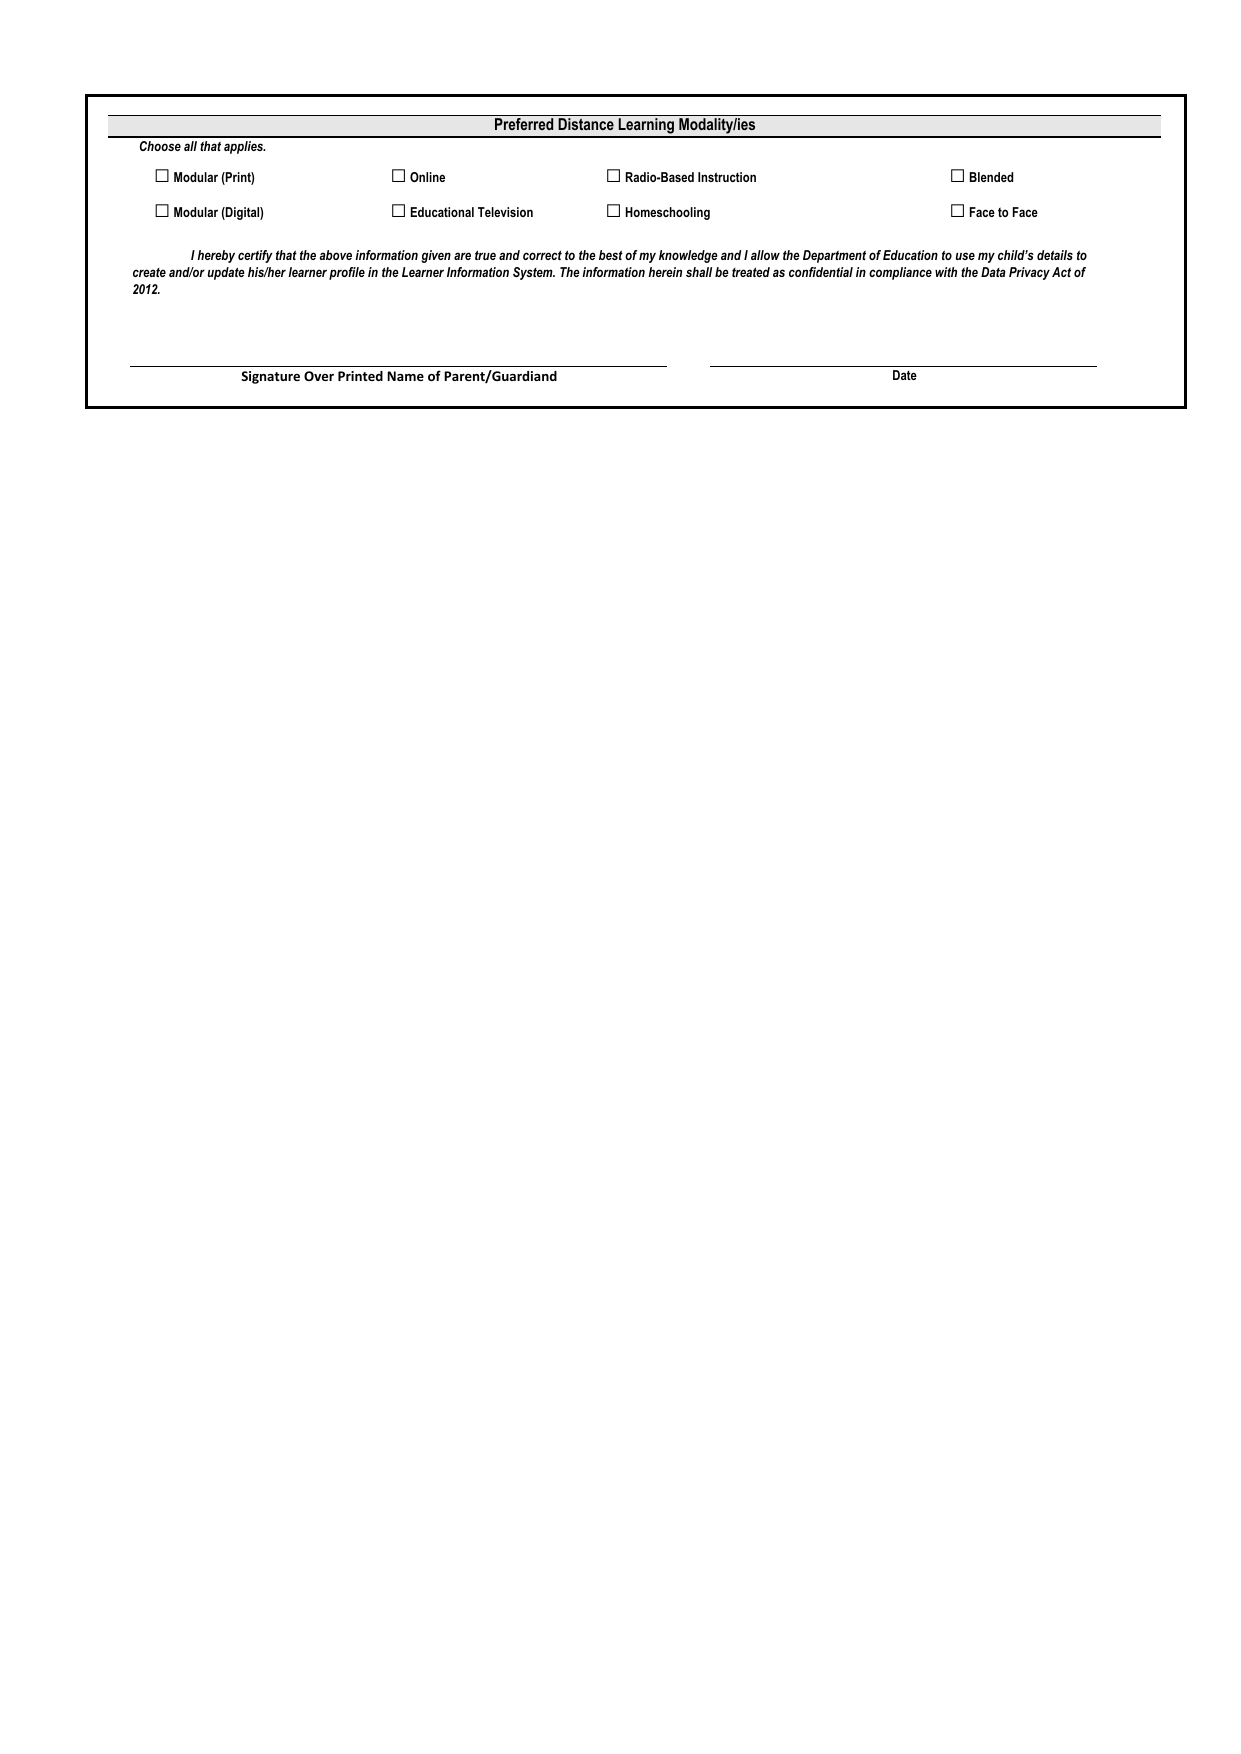 Preferred Distance Learning Modality/ies
Choose all that applies.
☐ Modular (Print) ☐ Online ☐ Radio-Based Instruction ☐ Blended
☐ Modular (Digital) ☐ Educational Television ☐ Homeschooling ☐ Face to Face
I hereby certify that the above information given are true and correct to the best of my knowledge and I allow the Department of Education to use my child’s details to
create and/or update his/her learner profile in the Learner Information System. The information herein shall be treated as confidential in compliance with the Data Privacy Act of
2012.
Signature Over Printed Name of Parent/Guardiand Date